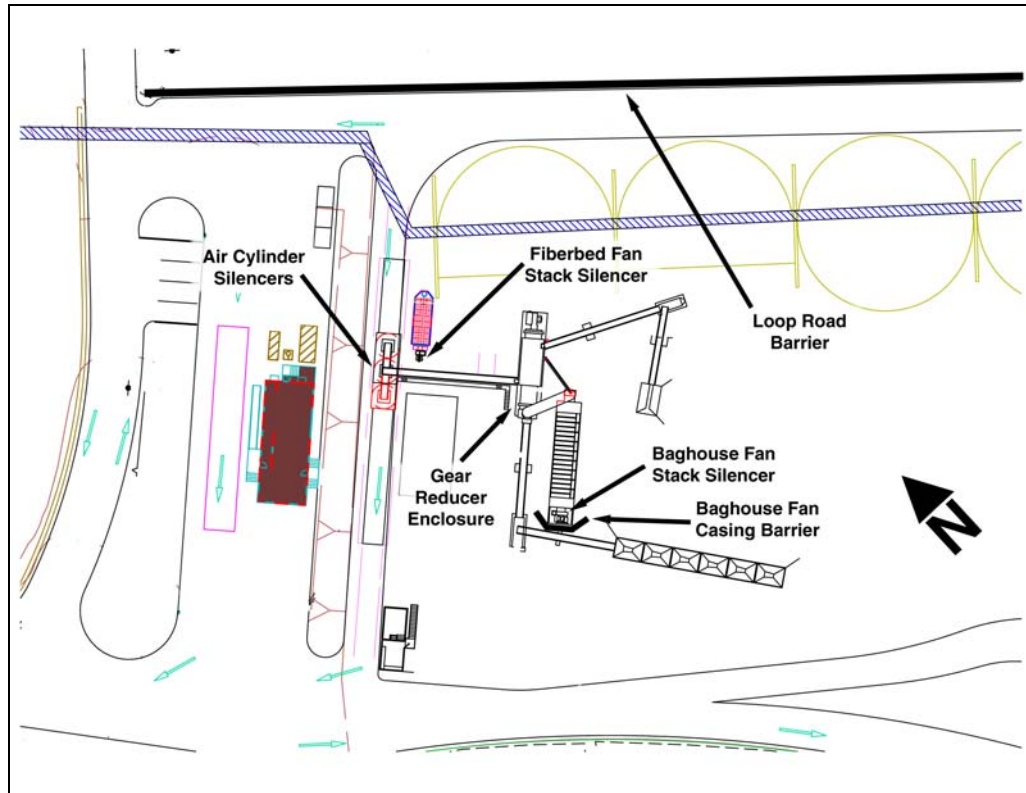 Air Cylinder
Silencers
Fiberbed Fan
Stack Silencer
Loop Road
Barrier
Gear
Reducer
Enclosure
Baghouse Fan
Stack Silencer
Baghouse Fan
Casing Barrier
N